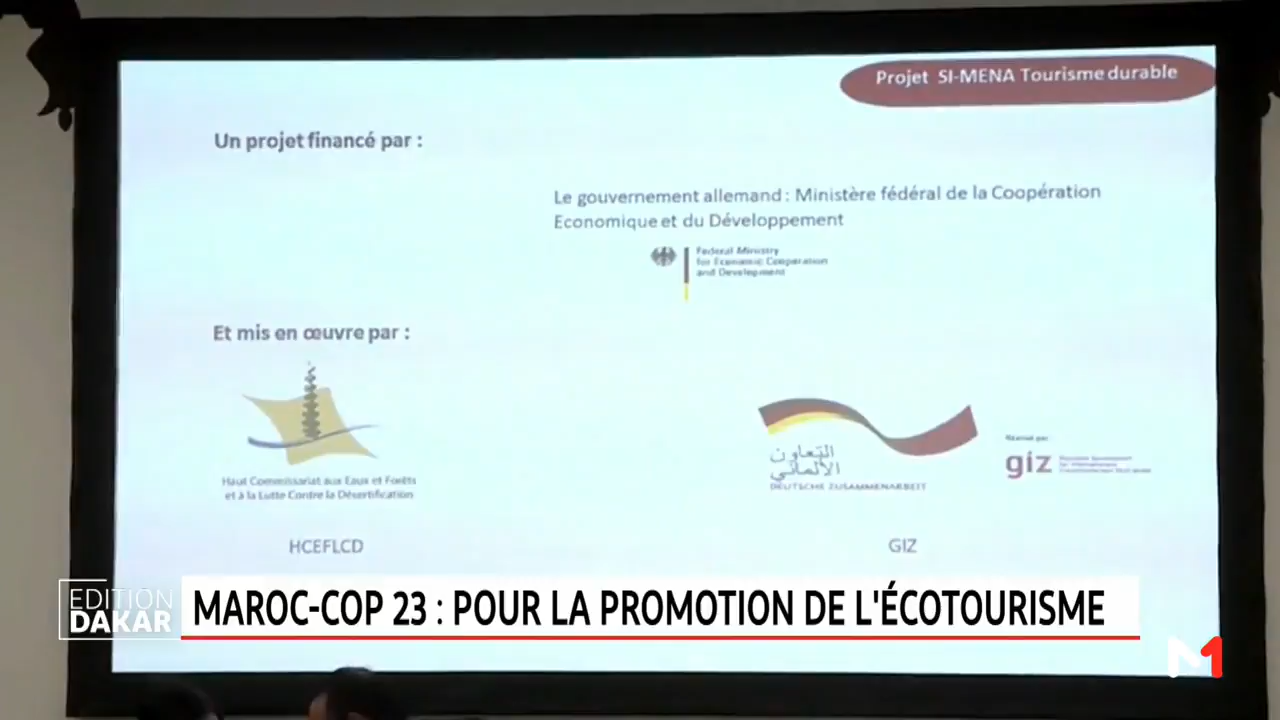 Projet SI-MENA Tourisme durable
Un projet financé par :
Le gouvernement allemand : Ministère fédéral de la Coopération
Economique et du Développement
Federal Ministry
for Economic Cooperation
and Development
Et mis en œuvre par :
Haut Commissariat aux Eaux et Forêts
et à la Lutte Contre la Désertification
HCEFLCD
التعاون
الألماني
DEUTSCHE ZUSAMMENARBEIT
Réalisé par:
giz
GIZ
EDITION
DAKAR
MAROC-COP 23 : POUR LA PROMOTION DE L'ÉCOTOURISME
M1